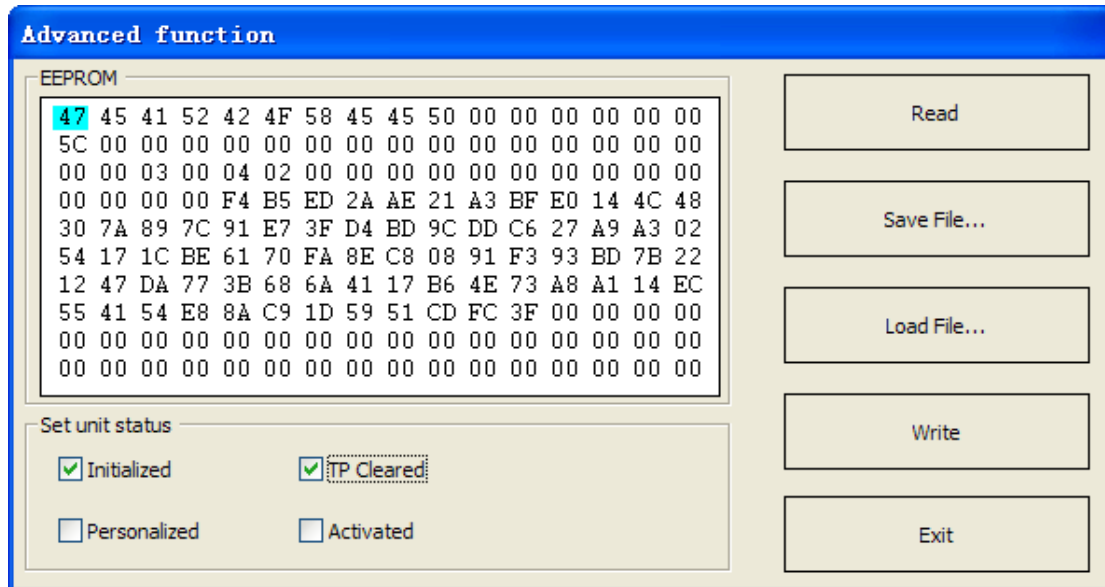 Advanced function
EEPROM
47 45 41 52 42 4F 58 45 45 50 00 00 00 00 00 00
5C 00 00 00 00 00 00 00 00 00 00 00 00 00 00 00
00 00 03 00 04 02 00 00 00 00 00 00 00 00 00 00
00 00 00 00 F4 B5 ED 2A AE 21 A3 BF E0 14 4C 48
30 7A 89 7C 91 E7 3F D4 BD 9C DD C6 27 A9 A3 02
54 17 1C BE 61 70 FA 8E C8 08 91 F3 93 BD 7B 22
12 47 DA 77 3B 68 6A 41 17 B6 4E 73 A8 A1 14 EC
55 41 54 E8 8A C9 1D 59 51 CD FC 3F 00 00 00 00
00 00 00 00 00 00 00 00 00 00 00 00 00 00 00 00
00 00 00 00 00 00 00 00 00 00 00 00 00 00 00 00
Read
Save File...
Load File...
Write
Exit
Set unit status
Initialized
TP Cleared
Personalized
Activated